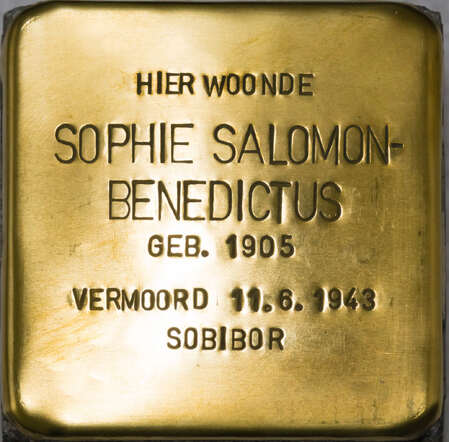 HIER WOONDE
SOPHIE SALOMON-
BENEDICTUS
GEB. 1905
VERMOORD 11.6.1943
SOBIBOR